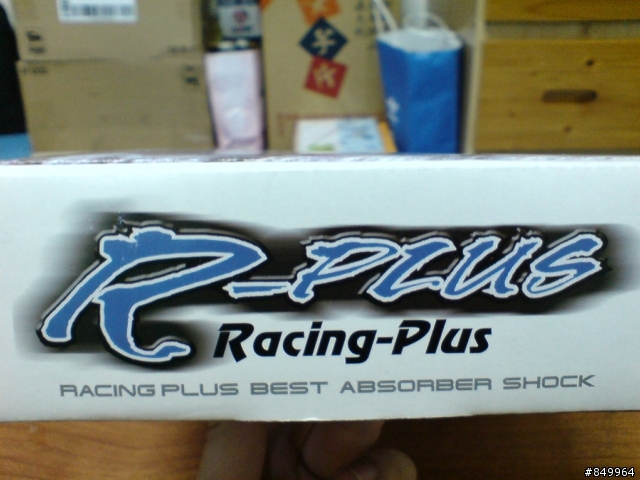 R-PLUS
Racing-Plus
RACING PLUS BEST ABSORBER SHOCK
#849964